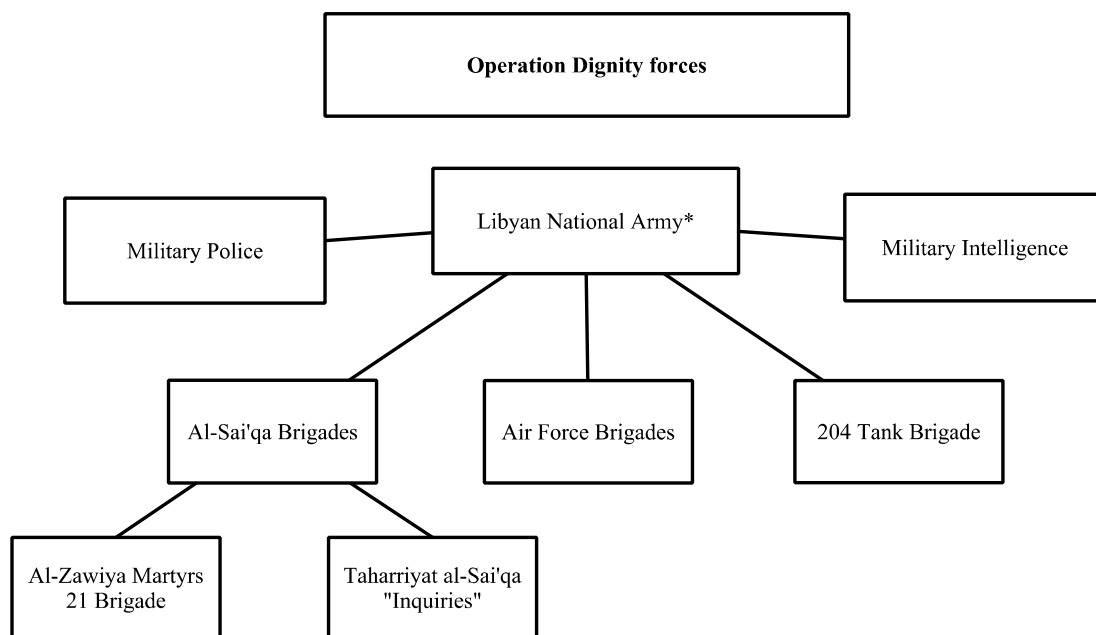 Operation Dignity forces
Libyan National Army*
Military Police
Military Intelligence
Al-Sai'qa Brigades
Air Force Brigades
204 Tank Brigade
Al-Zawiya Martyrs
21 Brigade
Taharriyat al-Sai'qa
"Inquiries"